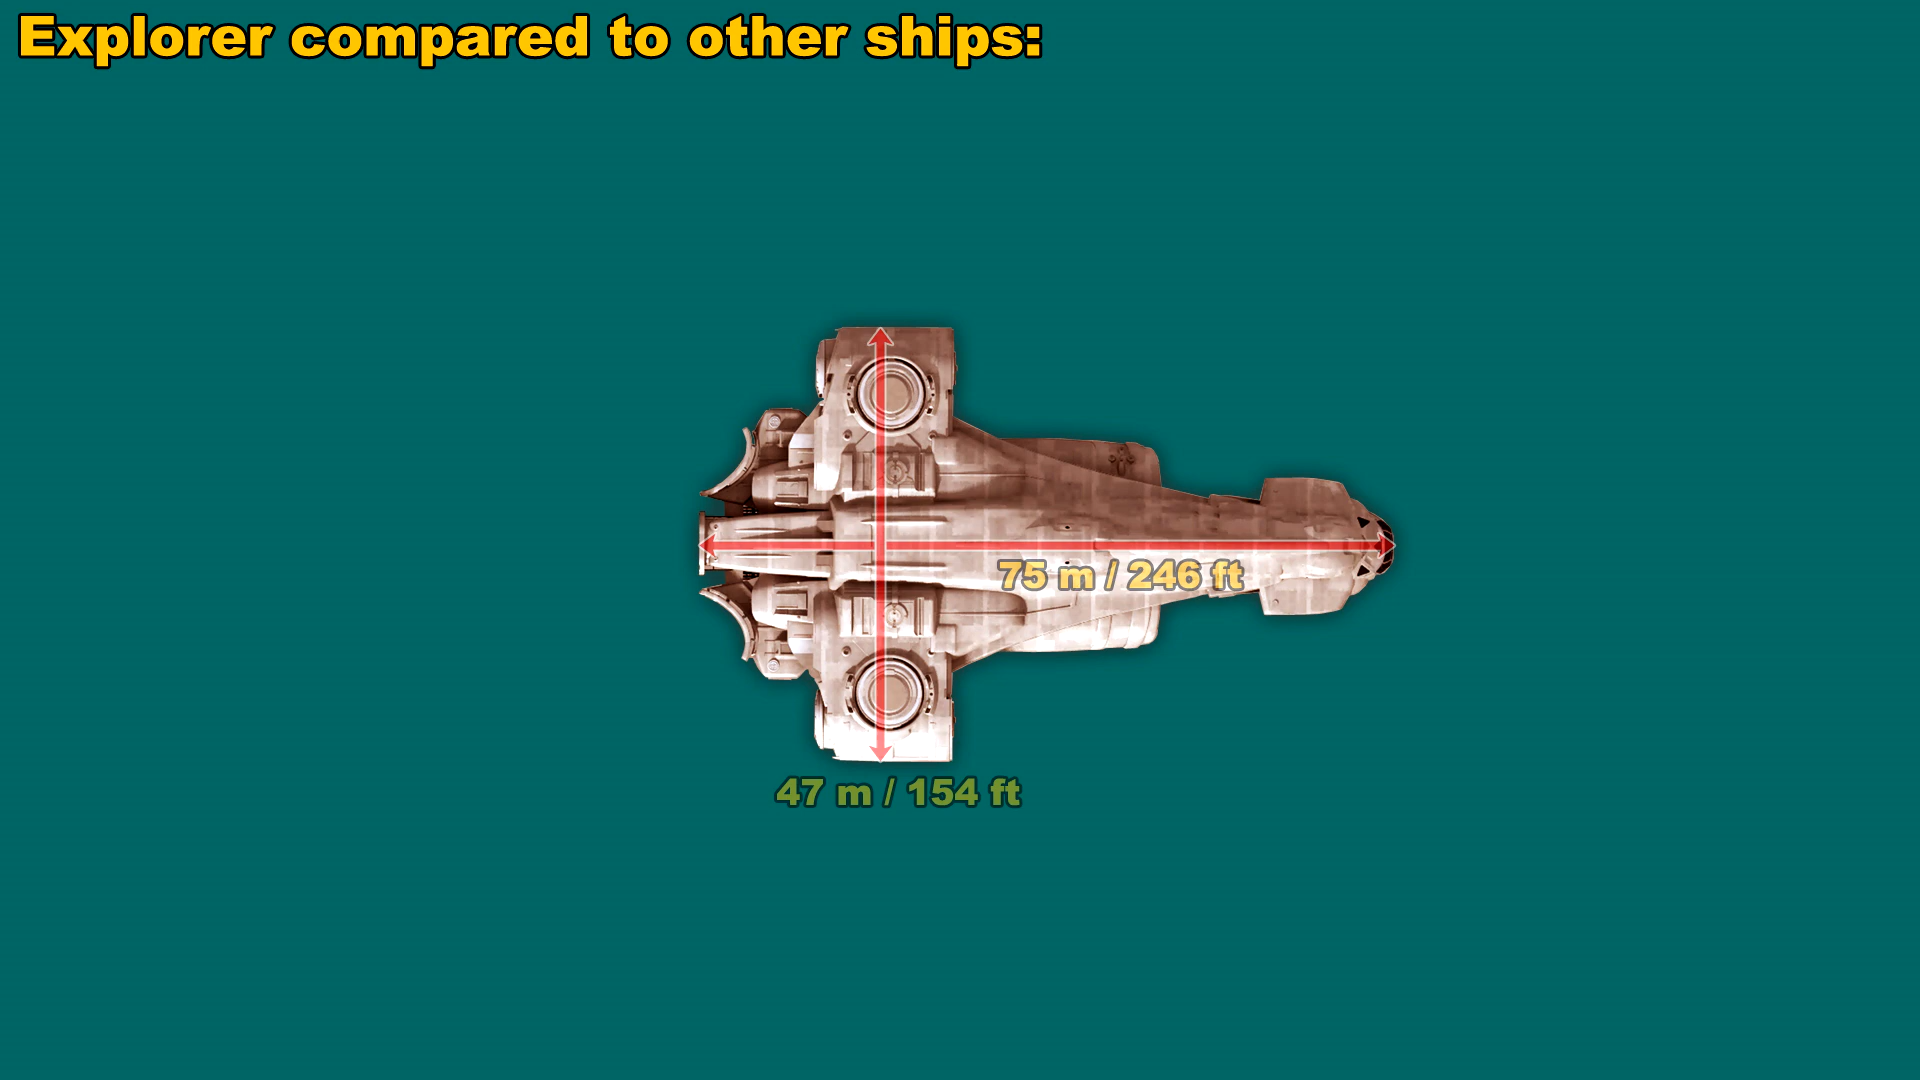 Explorer compared to other ships:
75 m / 246 ft
47 m / 154 ft